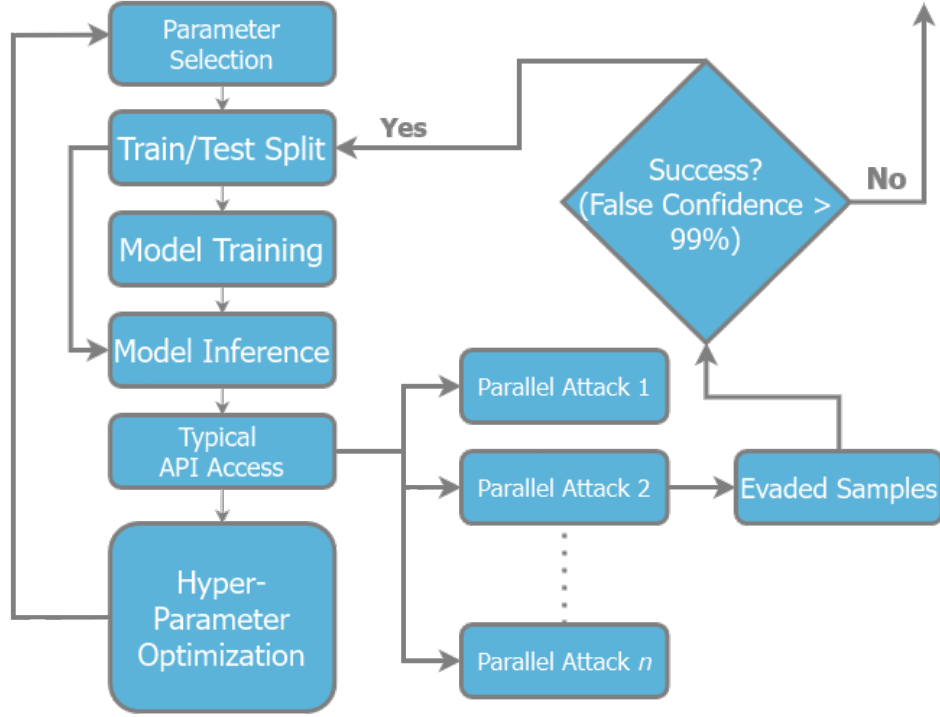 Parameter
Selection
Train/Test Split
Model Training
Model Inference
Typical
API Access
Hyper-
Parameter
Optimization
Parallel Attack 1
Parallel Attack 2
Parallel Attack n
Evaded Samples
Success?
(False Confidence >
99%)
Yes
No